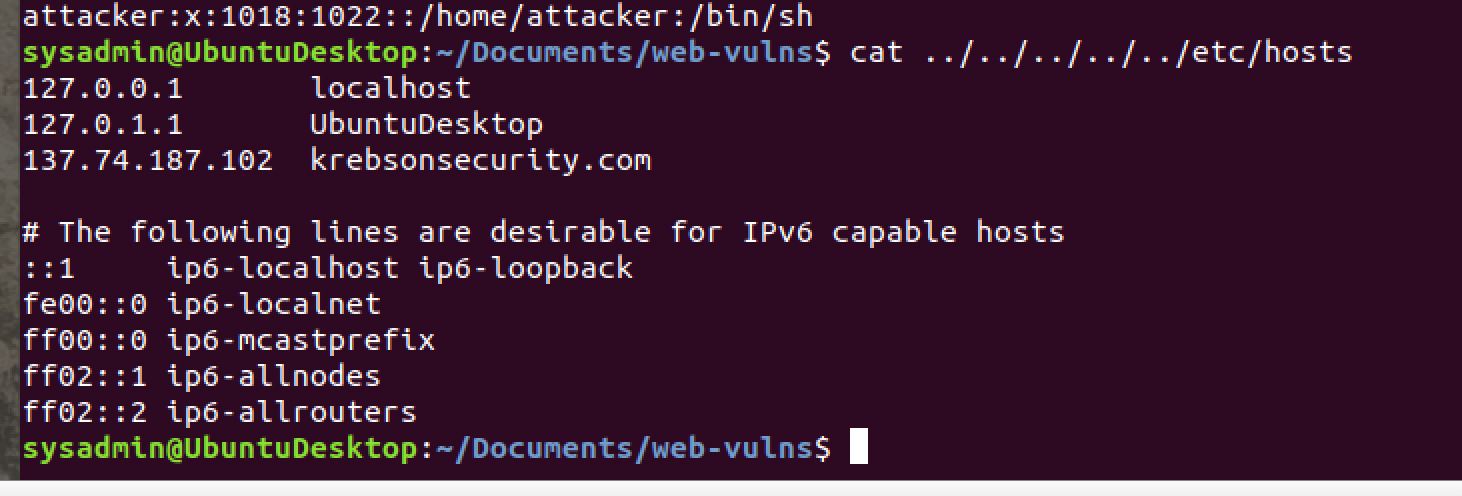 attacker:x:1018:1022::/home/attacker:/bin/sh
sysadmin@UbuntuDesktop:~/Documents/web-vulns$ cat ../../../../../etc/hosts
127.0.0.1       localhost
127.0.1.1       UbuntuDesktop
137.74.187.102  krebsonsecurity.com

# The following lines are desirable for IPv6 capable hosts
::1     ip6-localhost ip6-loopback
fe00::0 ip6-localnet
ff00::0 ip6-mcastprefix
ff02::1 ip6-allnodes
ff02::2 ip6-allrouters
sysadmin@UbuntuDesktop:~/Documents/web-vulns$